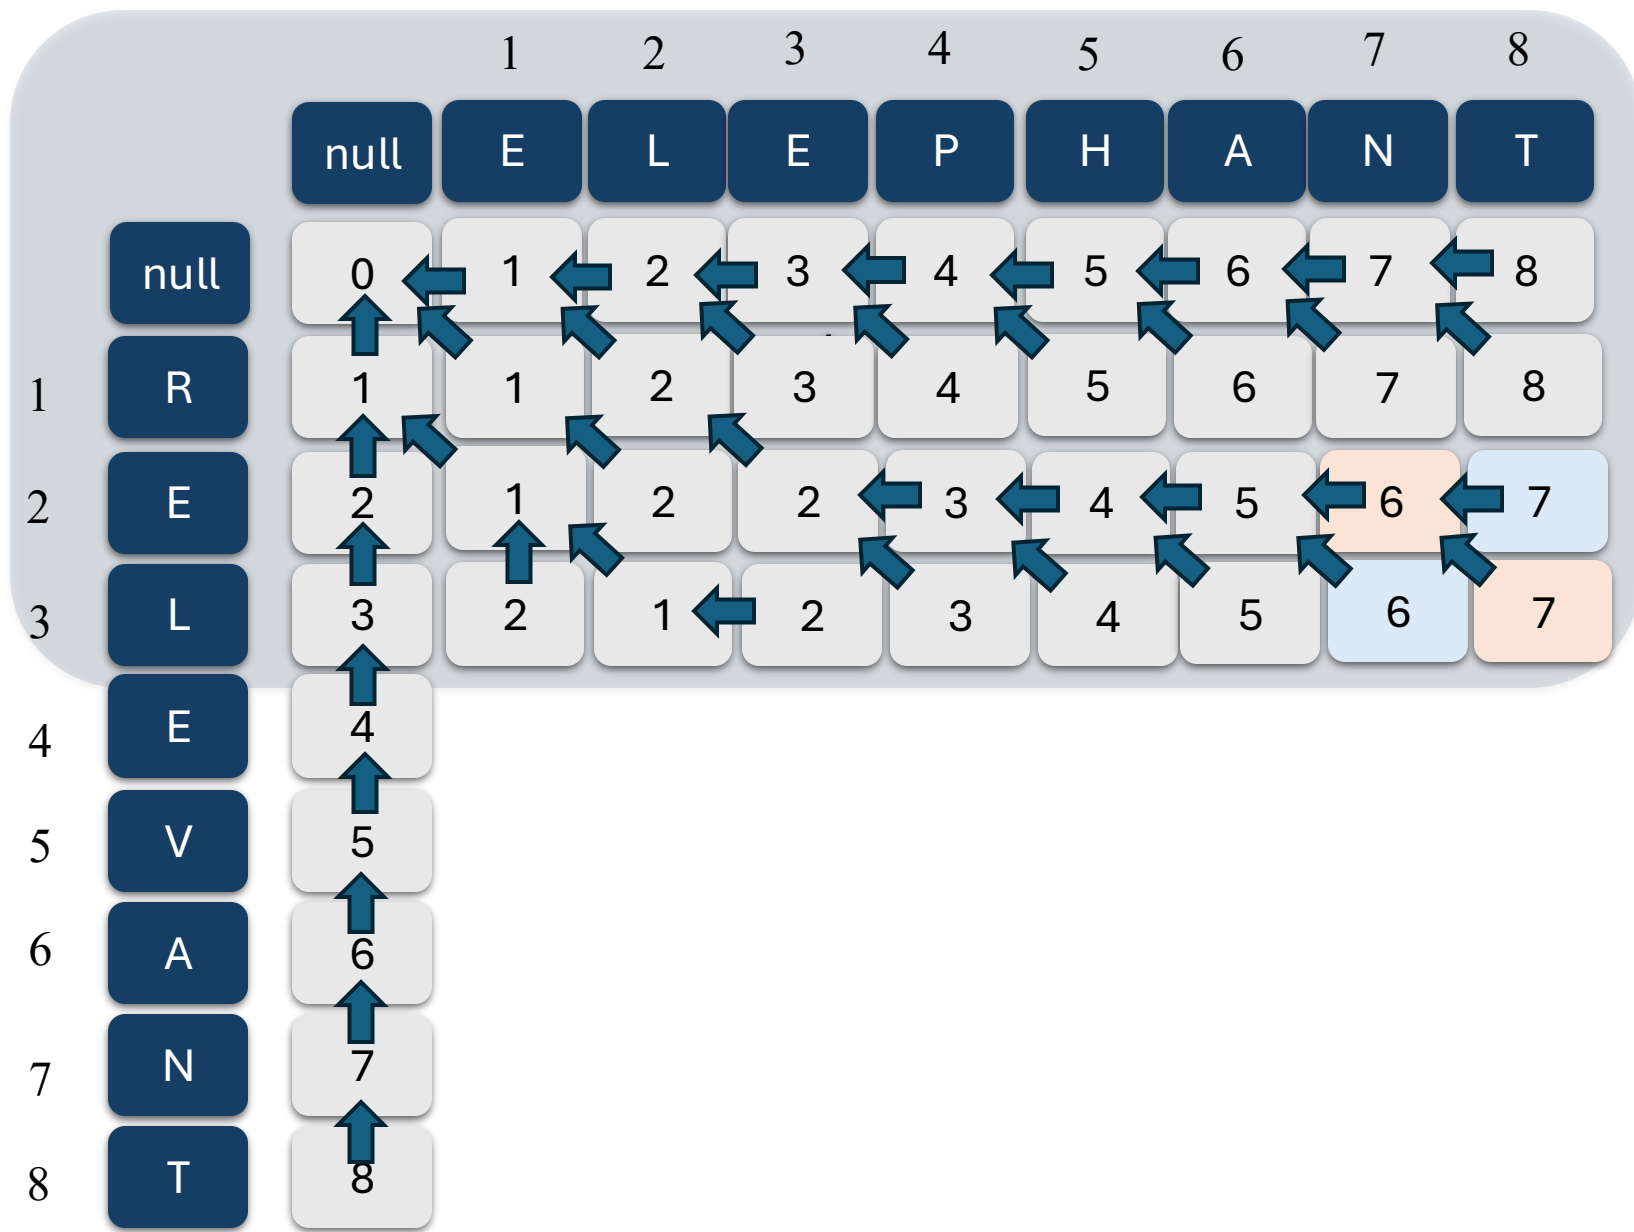 1 2 3 4 5 6 7 8
null E L E P H A N T
null 0 1 2 3 4 5 6 7 8
1 R 1 1 2 3 4 5 6 7 8
2 E 2 1 2 2 3 4 5 6 7
3 L 3 2 1 2 3 4 5 6 7
4 E 4
5 V 5
6 A 6
7 N 7
8 T 8